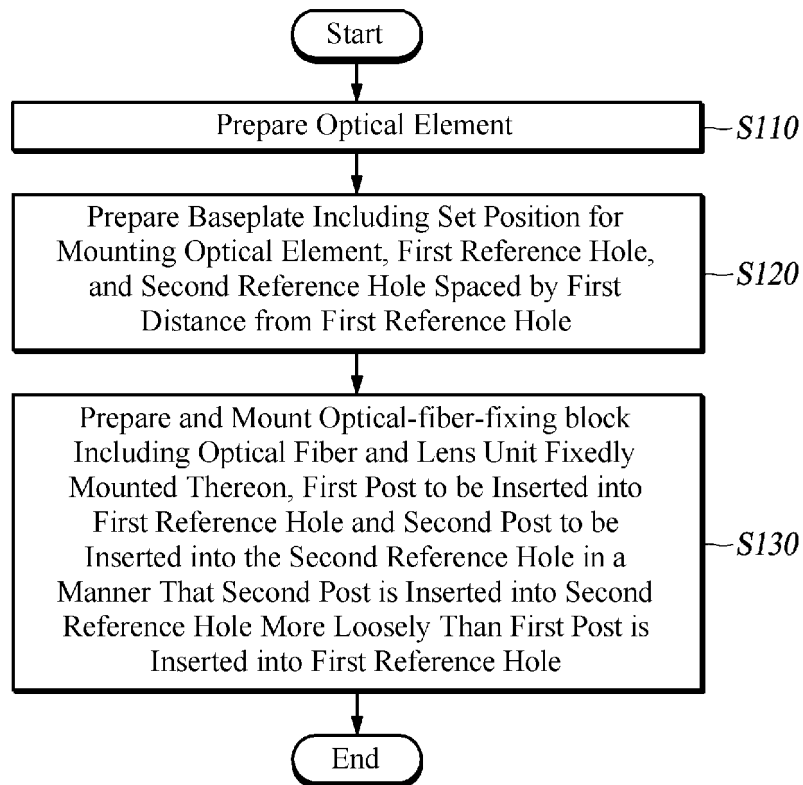 Start
Prepare Optical Element
S110
Prepare Baseplate Including Set Position for
Mounting Optical Element, First Reference Hole,
and Second Reference Hole Spaced by First
Distance from First Reference Hole
S120
Prepare and Mount Optical-fiber-fixing block
Including Optical Fiber and Lens Unit Fixedly
Mounted Thereon, First Post to be Inserted into
First Reference Hole and Second Post to be
Inserted into the Second Reference Hole in a
Manner That Second Post is Inserted into Second
Reference Hole More Loosely Than First Post is
Inserted into First Reference Hole
S130
End